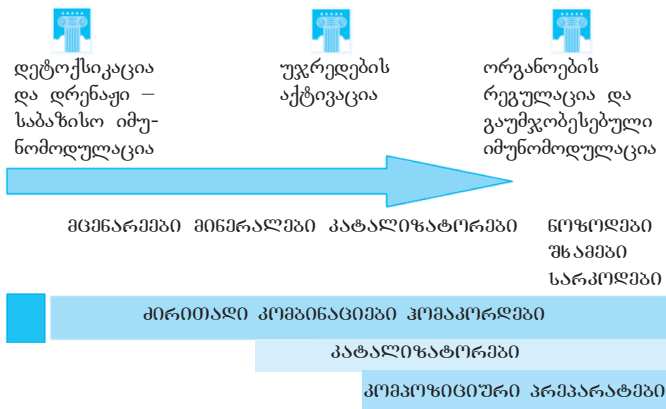 დეტოქსიკაცია
და დრენაჟი –
საბაზისო იმუ-
ნომოდულაცია
უჯრედების
აქტივაცია
ორგანოების
რეგულაცია და
გაუმჯობესებული
იმუნომოდულაცია
მცენარეები მინერალები კატალიზატორები
ნოზოდები
შხამები
სარკოდები
ძირითადი კომბინაციები ჰომაკორდები
კატალიზატორები
კომპოზიციური პრეპარატები